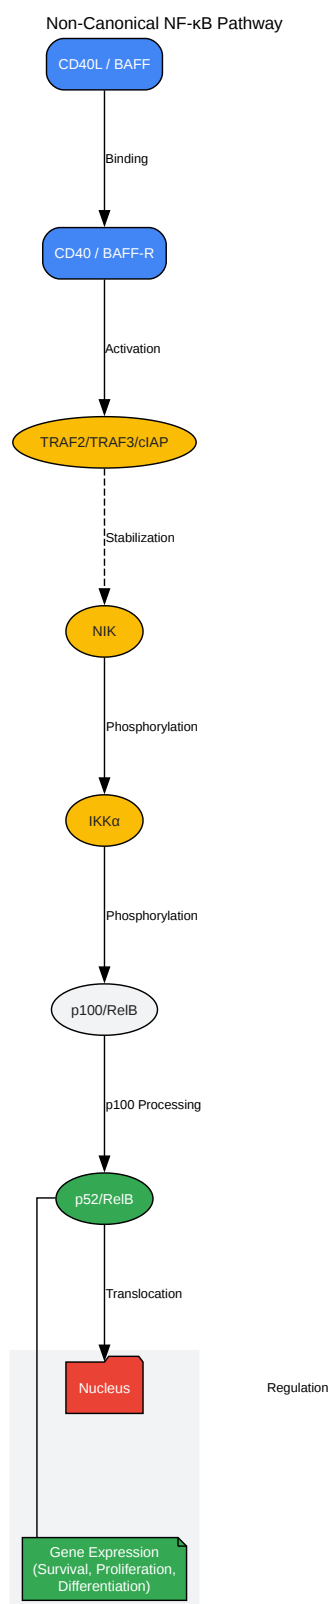 Non-Canonical NF-κB Pathway
CD40L / BAFF
Binding
CD40 / BAFF-R
Activation
TRAF2/TRAF3/cIAP
Stabilization
NIK
Phosphorylation
IKKα
Phosphorylation
p100/RelB
p100 Processing
p52/RelB
Translocation
Nucleus
Regulation
Gene Expression
(Survival, Proliferation,
Differentiation)